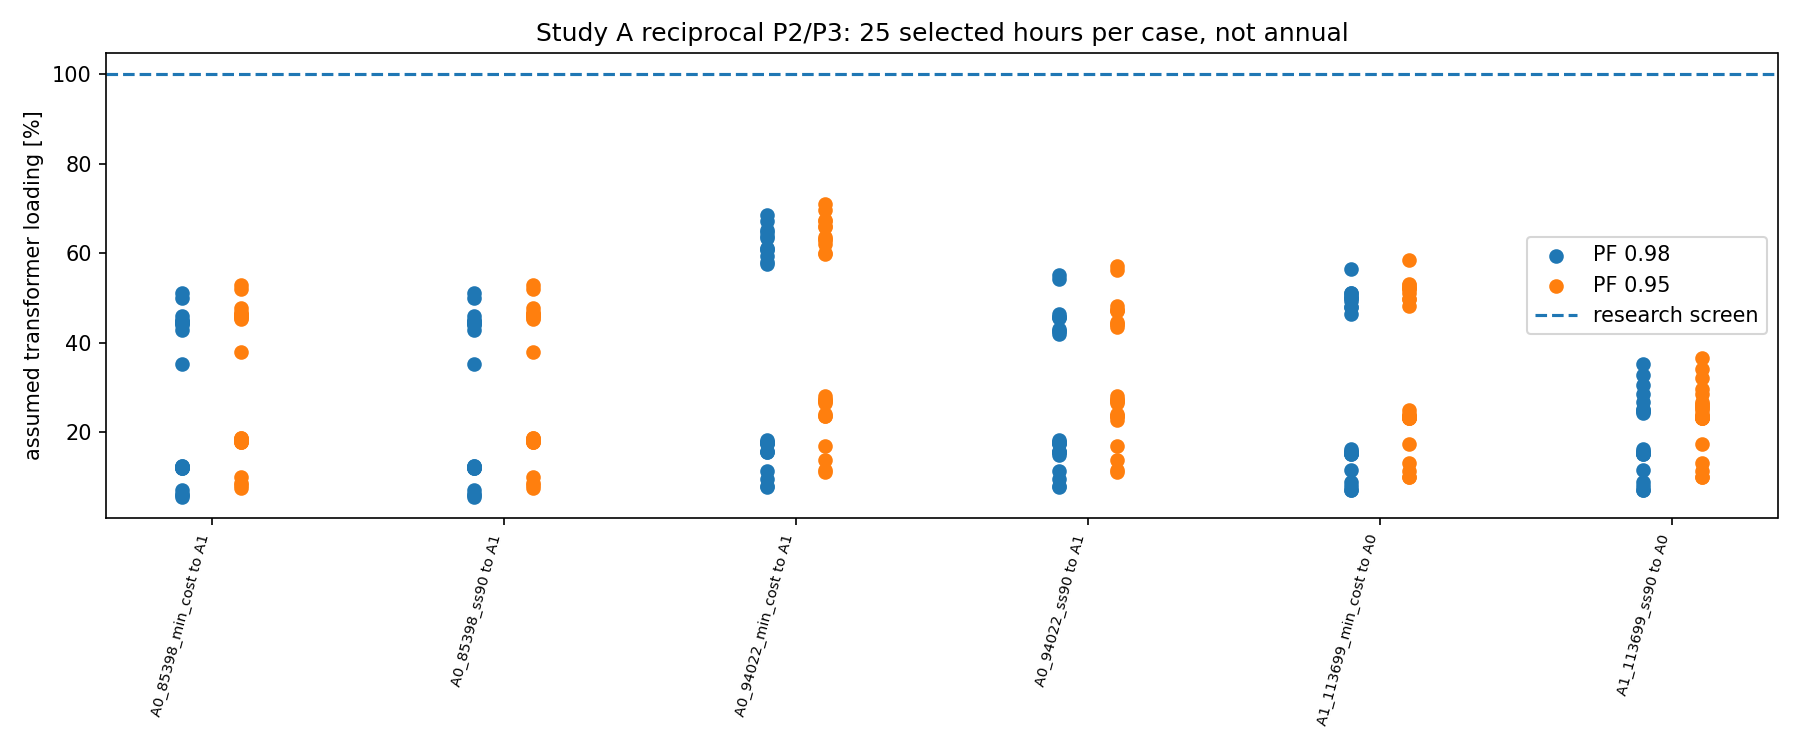 Study A reciprocal P2/P3: 25 selected hours per case, not annual
assumed transformer loading [%]
100
80
60
40
20
PF 0.98
PF 0.95
research screen
A0_85398_min_cost to A1
A0_85398_ss90 to A1
A0_94022_min_cost to A1
A0_94022_ss90 to A1
A1_113699_min_cost to A0
A1_113699_ss90 to A0